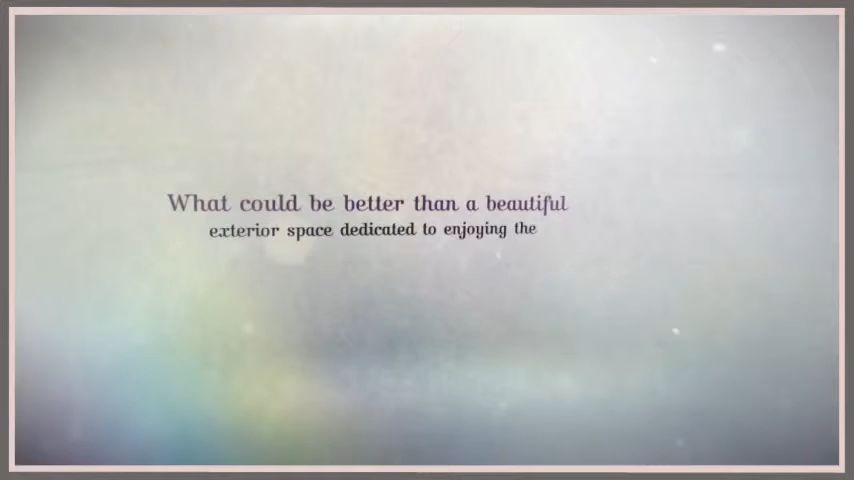 What could be better than a beautiful
exterior space dedicated to enjoying the